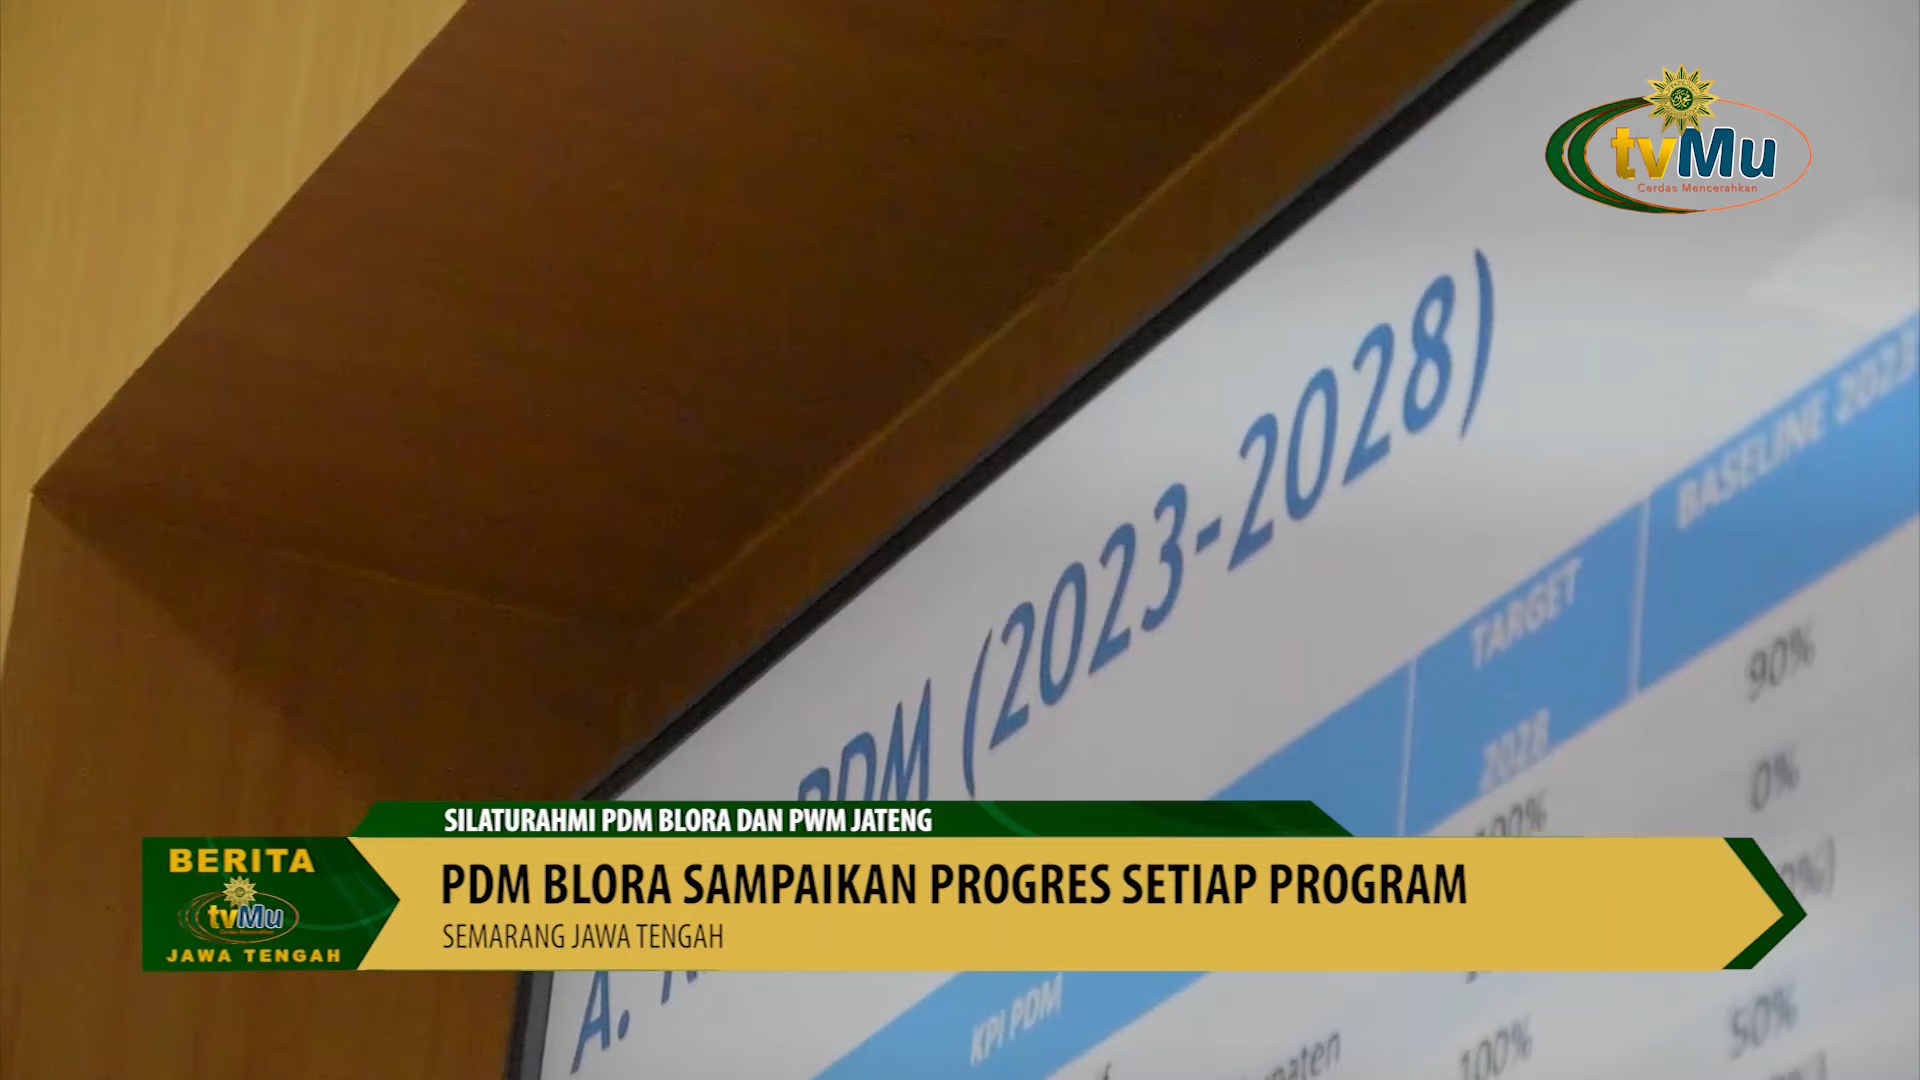 tvMu
Cerdas Mencerahkan
PDM (2023-2028)
BASELINE 2023
TARGET
2028
90%
0%
100%
SILATURAHMI PDM BLORA DAN PWM JATENG
BERITA
tvMu
JAWA TENGAH
PDM BLORA SAMPAIKAN PROGRES SETIAP PROGRAM
SEMARANG JAWA TENGAH
A.
KPI PDM
100%
50%